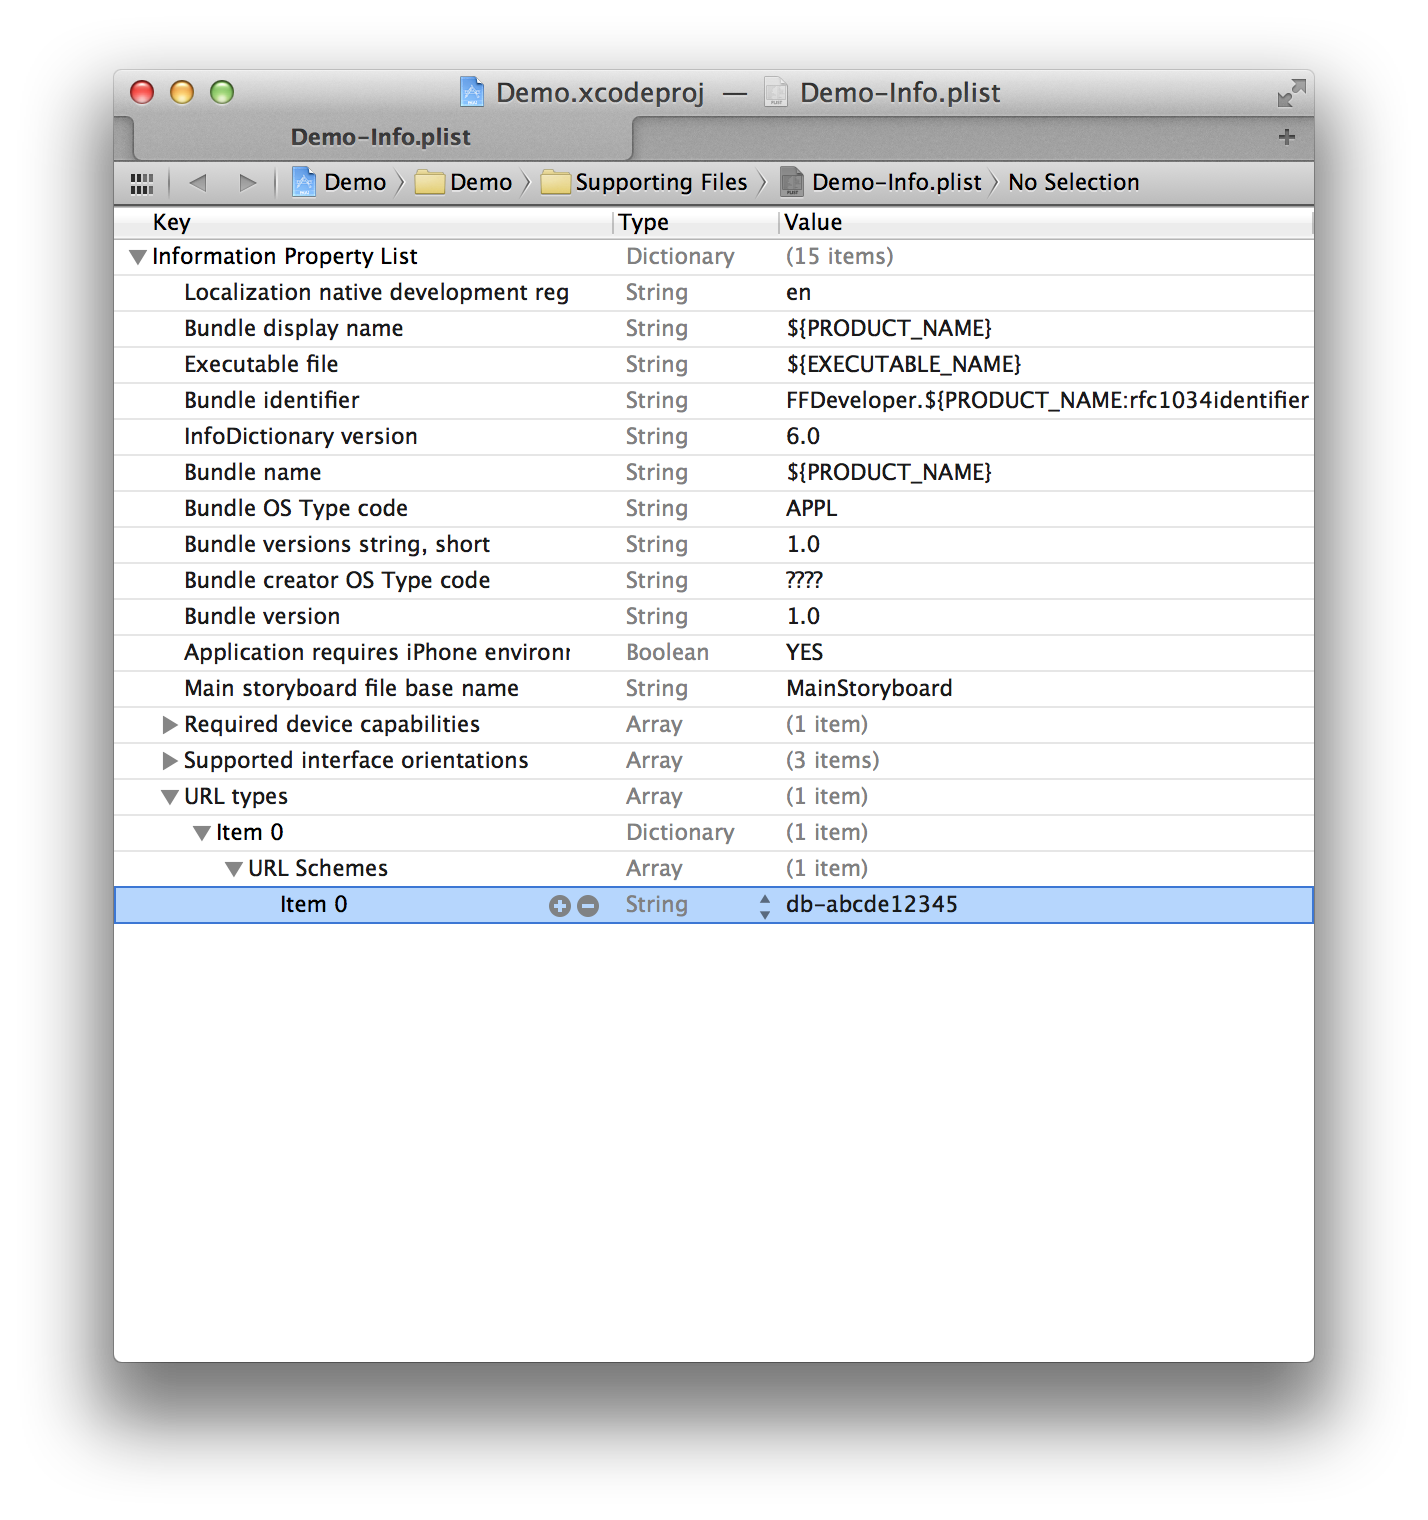 Demo.xcodeproj — Demo-Info.plist
Demo-Info.plist
Demo Demo Supporting Files Demo-Info.plist No Selection
Key Type Value
Information Property List Dictionary (15 items)
Localization native development reg String en
Bundle display name String ${PRODUCT_NAME}
Executable file String ${EXECUTABLE_NAME}
Bundle identifier String FFDeveloper.${PRODUCT_NAME:rfc1034identifier
InfoDictionary version String 6.0
Bundle name String ${PRODUCT_NAME}
Bundle OS Type code String APPL
Bundle versions string, short String 1.0
Bundle creator OS Type code String ????
Bundle version String 1.0
Application requires iPhone environ Boolean YES
Main storyboard file base name String MainStoryboard
Required device capabilities Array (1 item)
Supported interface orientations Array (3 items)
URL types Array (1 item)
Item 0 Dictionary (1 item)
URL Schemes Array (1 item)
Item 0 String db-abcde12345